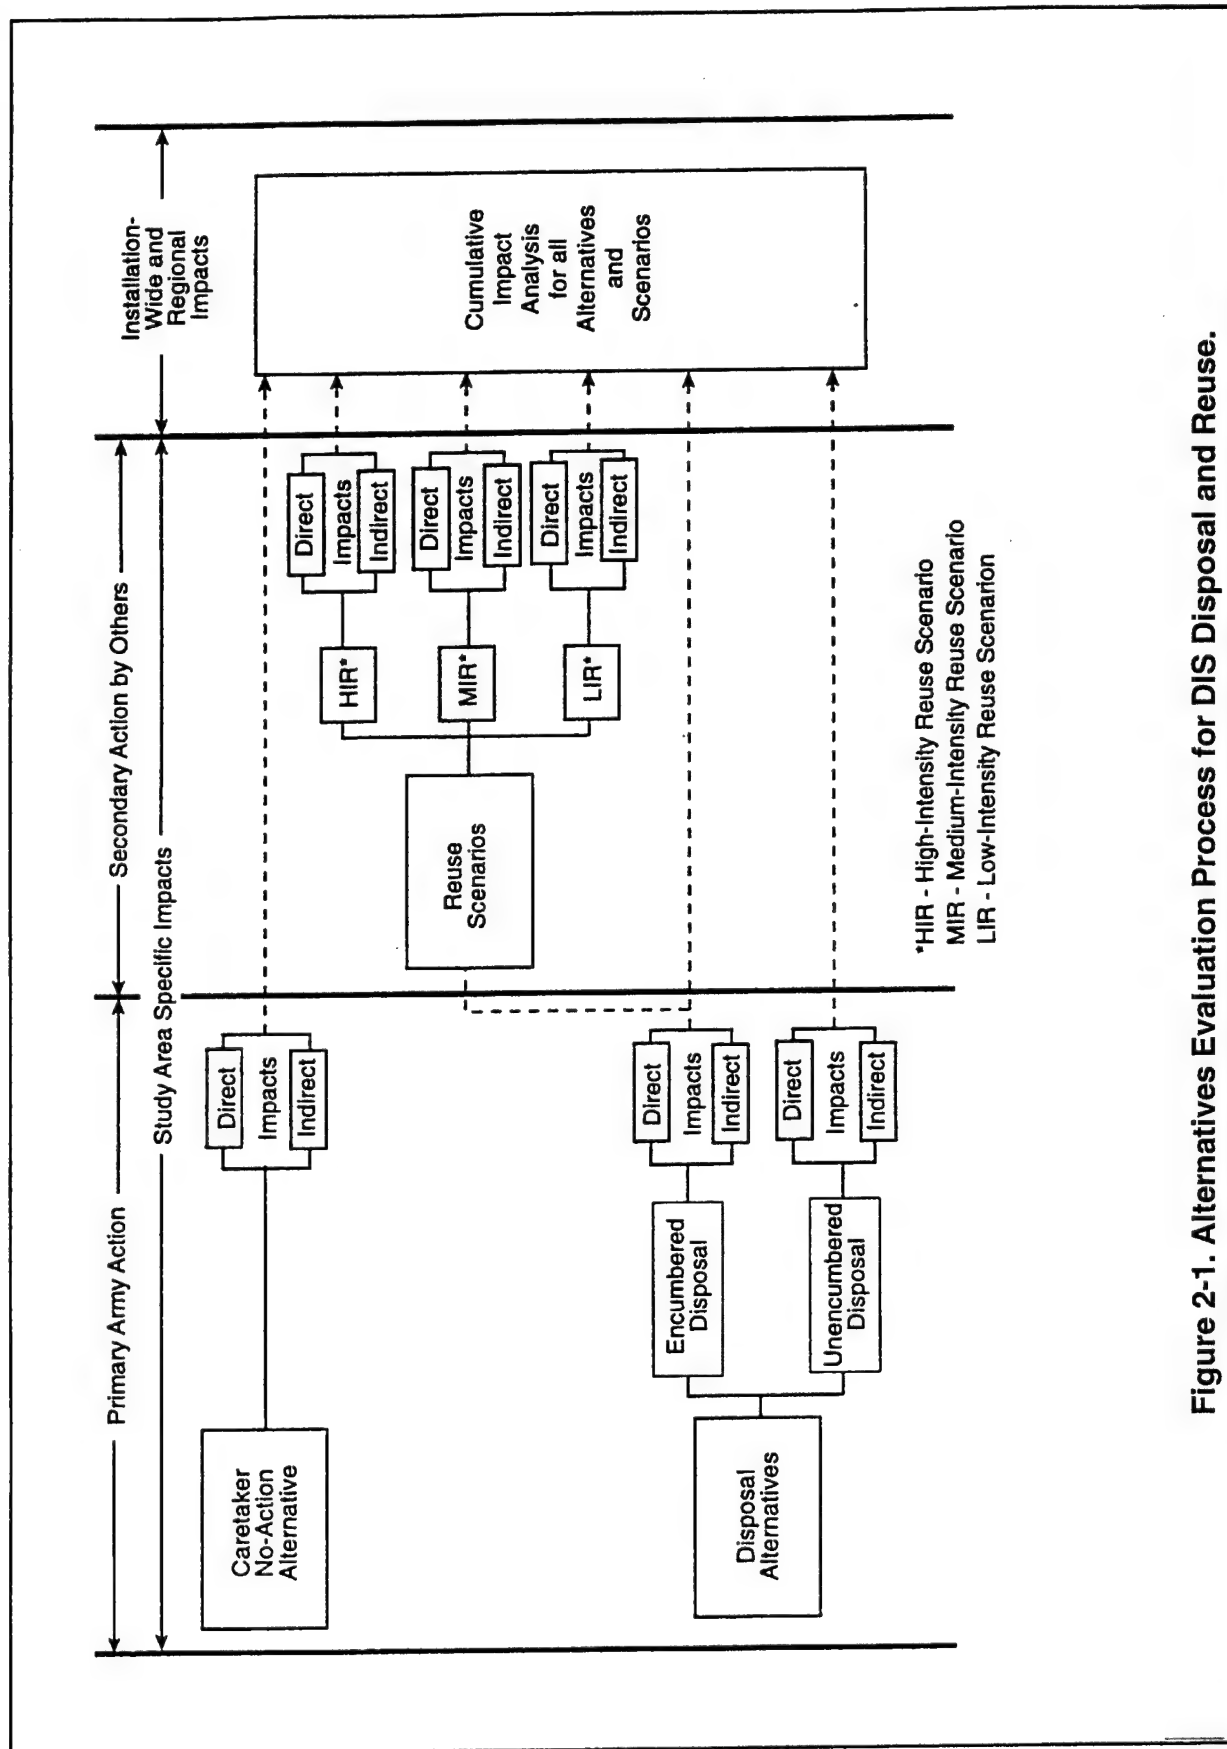 Primary Army Action
Secondary Action by Others
Installation-
Wide and
Regional
Impacts
Study Area Specific Impacts
Caretaker
No-Action
Alternative
Direct
Impacts
Indirect
Reuse
Scenarios
HIR*
Direct
Impacts
Indirect
MIR*
Direct
Impacts
Indirect
LIR*
Direct
Impacts
Indirect
Cumulative
Impact
Analysis
for all
Alternatives
and
Scenarios
Disposal
Alternatives
Encumbered
Disposal
Direct
Impacts
Indirect
Unencumbered
Disposal
Direct
Impacts
Indirect
*HIR - High-Intensity Reuse Scenario
MIR - Medium-Intensity Reuse Scenario
LIR - Low-Intensity Reuse Scenarion
Figure 2-1. Alternatives Evaluation Process for DIS Disposal and Reuse.